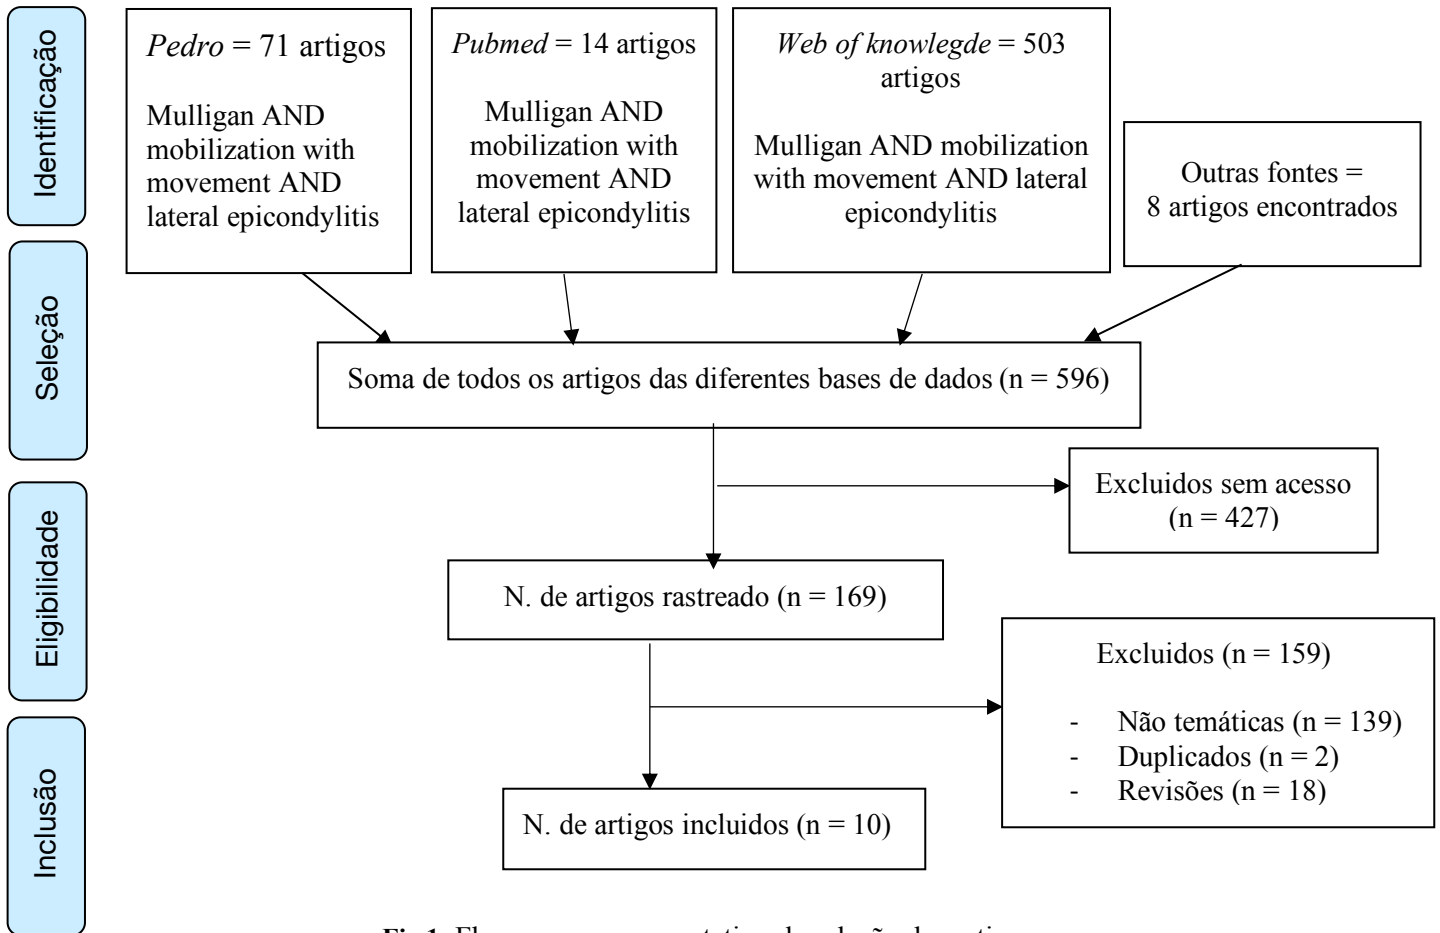 Identificação
Pedro = 71 artigos
Mulligan AND
mobilization with
movement AND
lateral epicondylitis
Pubmed = 14 artigos
Mulligan AND
mobilization with
movement AND
lateral epicondylitis
Web of knowlegde = 503
artigos
Mulligan AND mobilization
with movement AND lateral
epicondylitis
Outras fontes =
8 artigos encontrados
Seleção
Soma de todos os artigos das diferentes bases de dados (n = 596)
Excluidos sem acesso
(n = 427)
Eligibilidade
N. de artigos rastreado (n = 169)
Excluidos (n = 159)
- Não temáticas (n = 139)
- Duplicados (n = 2)
- Revisões (n = 18)
Inclusão
N. de artigos incluidos (n = 10)
Fig1.